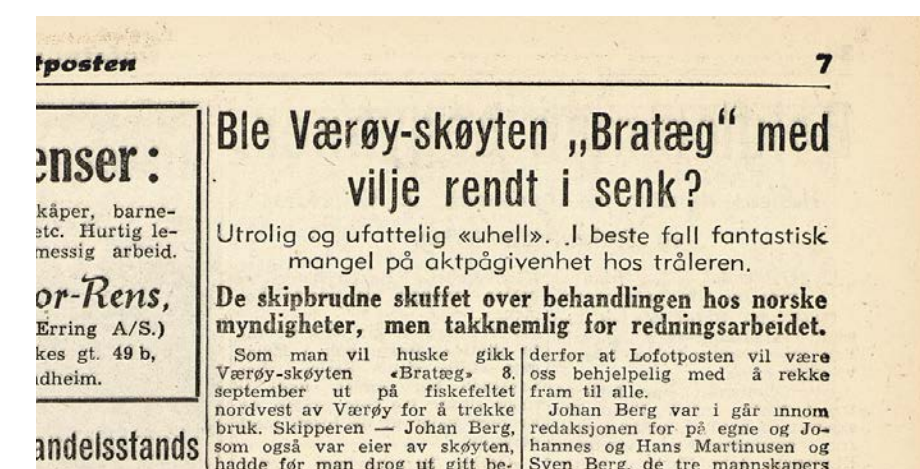 tposten
7
enser:
kåper, barne-
etc. Hurtig le-
messig arbeid.
or-Rens,
Erring A/S.)
kes gt. 49 b,
dheim.
andelsstands
Ble Værøy-skøyten „Bratæg“ med
vilje rendt i senk?
Utrolig og ufattelig «uhell». I beste fall fantastisk
mangel på aktpågivenhet hos tråleren.
De skipbrudne skuffet over behandlingen hos norske
myndigheter, men takknemlig for redningsarbeidet.
Som man vil huske gikk
Værøy-skøyten «Bratæg» 8.
september ut på fiskefeltet
nordvest av Værøy for å trekke
bruk. Skipperen — Johan Berg,
som også var eier av skøyten,
hadde før man drog ut gitt be-
derfor at Lofotposten vil være
oss behjelpelig med å rekke
fram til alle.
Johan Berg var i går innom
redaksjonen for på egne og Jo-
hannes og Hans Martinusen og
Sven Berg, de tre mannskapers